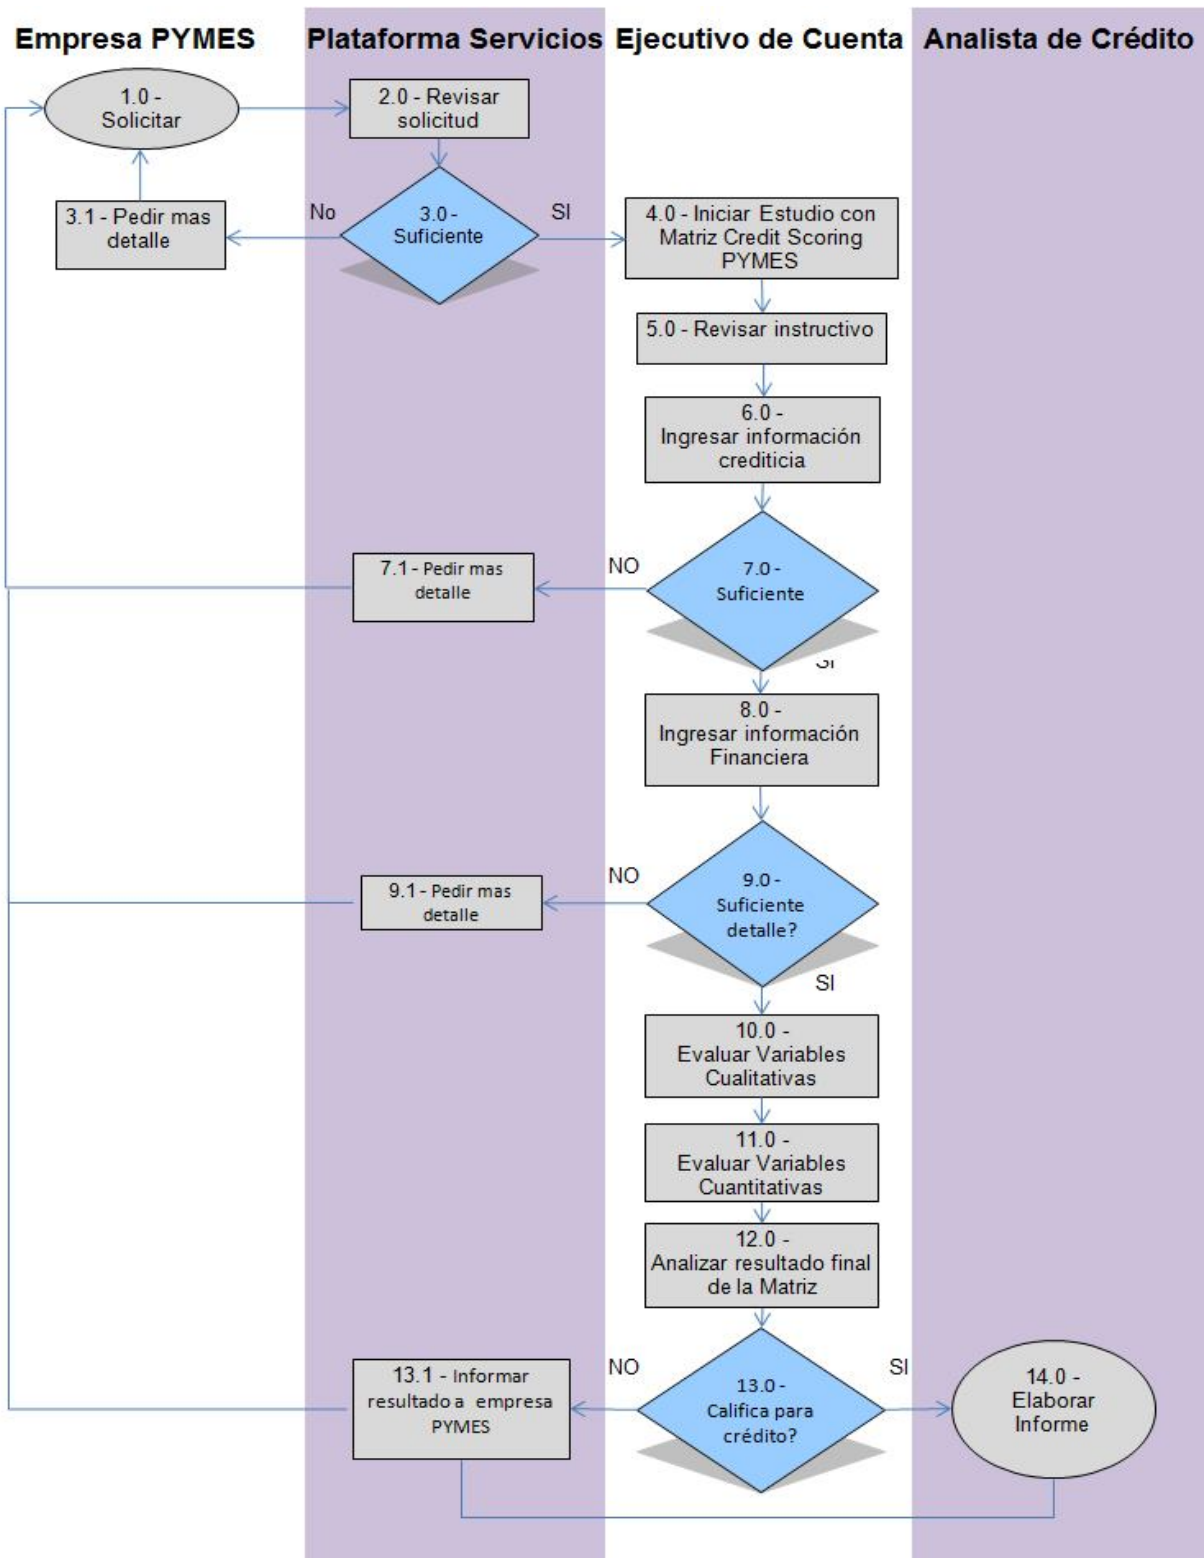 Empresa PYMES
Plataforma Servicios
Ejecutivo de Cuenta
Analista de Crédito
1.0 -
Solicitar
2.0 - Revisar
solicitud
3.1 - Pedir mas
detalle
No
3.0 -
Suficiente
SI
4.0 - Iniciar Estudio con
Matriz Credit Scoring
PYMES
5.0 - Revisar instructivo
6.0 -
Ingresar información
crediticia
7.1 - Pedir mas
detalle
NO
7.0 -
Suficiente
SI
8.0 -
Ingresar información
Financiera
9.1 - Pedir mas
detalle
NO
9.0 -
Suficiente
detalle?
SI
10.0 -
Evaluar Variables
Cualitativas
11.0 -
Evaluar Variables
Cuantitativas
12.0 -
Analizar resultado final
de la Matriz
13.1 - Informar
resultado a empresa
PYMES
NO
13.0 -
Califica para
crédito?
SI
14.0 -
Elaborar
Informe